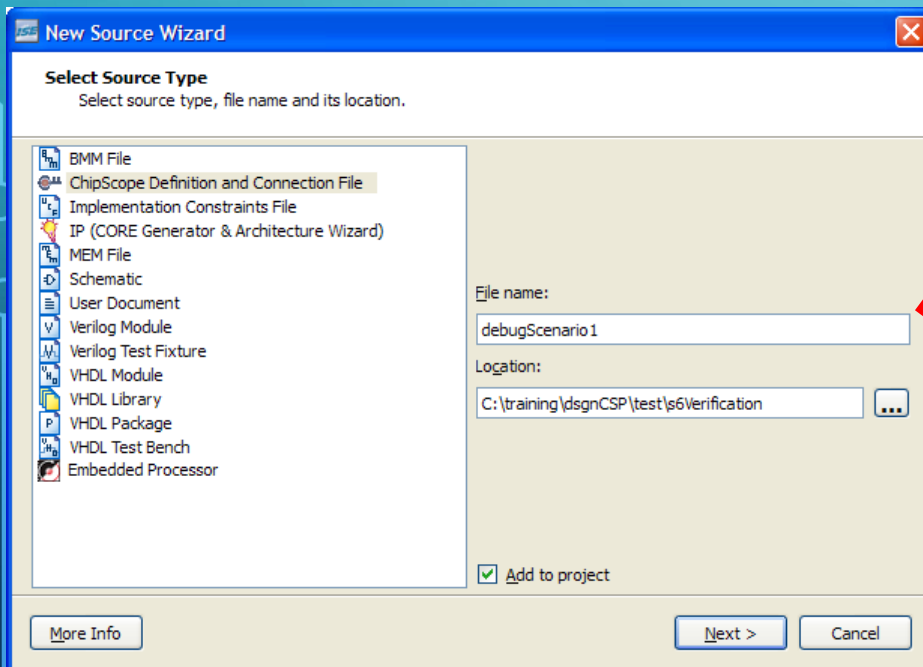 ISE New Source Wizard
Select Source Type
Select source type, file name and its location.
BMM File
ChipScope Definition and Connection File
Implementation Constraints File
IP (CORE Generator & Architecture Wizard)
MEM File
Schematic
User Document
Verilog Module
Verilog Test Fixture
VHDL Module
VHDL Library
VHDL Package
VHDL Test Bench
Embedded Processor
File name:
debugScenario1
Location:
C:\training\dsgnCSP\test\s6Verification
...
Add to project
More Info
Next >
Cancel